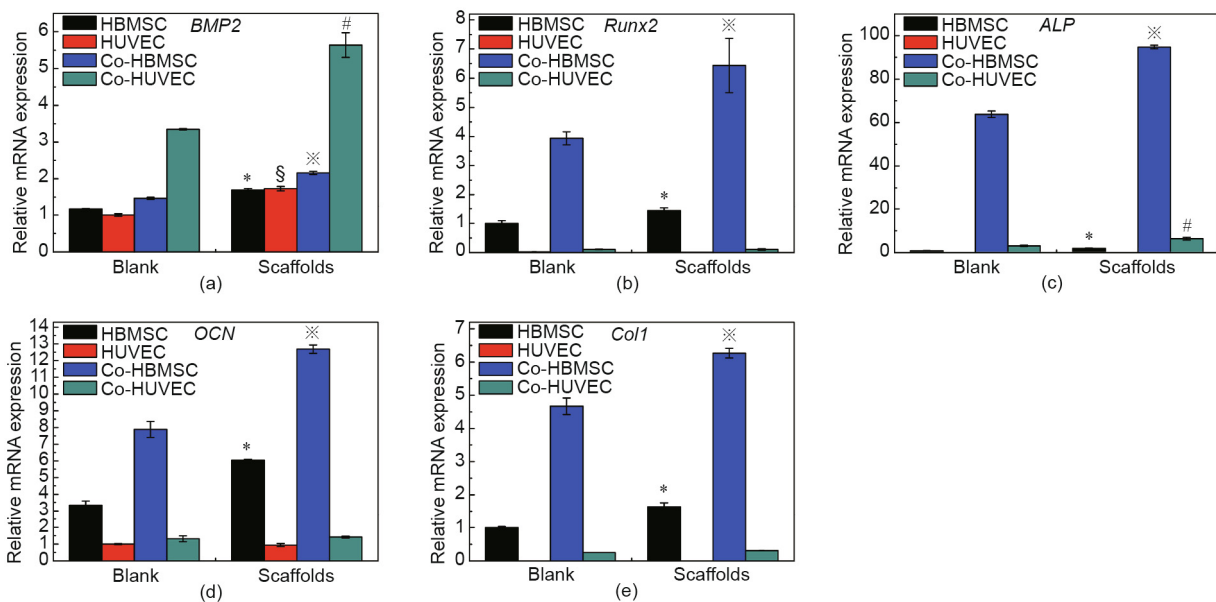 HBMSC
HUVEC
Co-HBMSC
Co-HUVEC
BMP2
#
※
§
*
Relative mRNA expression
6
5
4
3
2
1
0
Blank
Scaffolds
(a)
HBMSC
HUVEC
Co-HBMSC
Co-HUVEC
Runx2
※
*
Relative mRNA expression
8
7
6
5
4
3
2
1
0
Blank
Scaffolds
(b)
HBMSC
HUVEC
Co-HBMSC
Co-HUVEC
ALP
※
#
*
Relative mRNA expression
100
80
60
40
20
0
Blank
Scaffolds
(c)
HBMSC
HUVEC
Co-HBMSC
Co-HUVEC
OCN
※
*
Relative mRNA expression
14
13
12
11
10
9
8
7
6
5
4
3
2
1
0
Blank
Scaffolds
(d)
HBMSC
HUVEC
Co-HBMSC
Co-HUVEC
Col1
※
*
Relative mRNA expression
7
6
5
4
3
2
1
0
Blank
Scaffolds
(e)